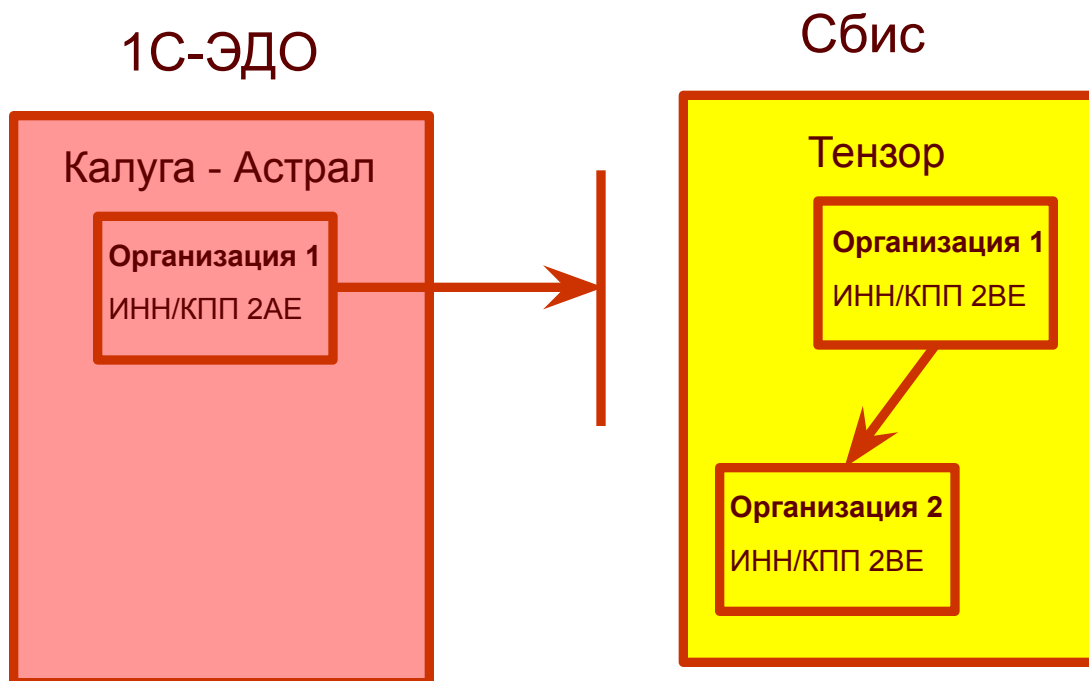 1С-ЭДО
Калуга - Астрал
Организация 1
ИНН/КПП 2АЕ
Сбис
Тензор
Организация 1
ИНН/КПП 2ВЕ
Организация 2
ИНН/КПП 2ВЕ